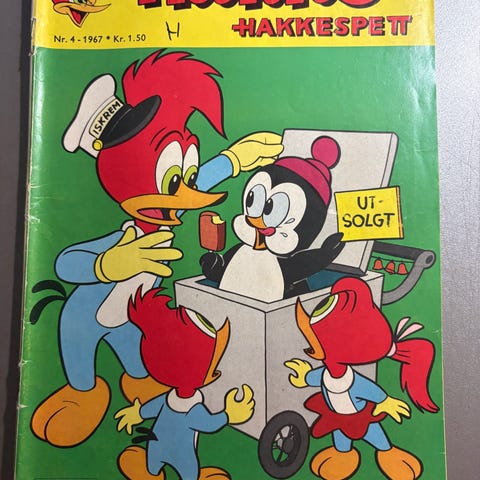 HAKKESPETT
Nr. 4 - 1967 * Kr. 1.50
H
ISKREM
UT-
SOLGT